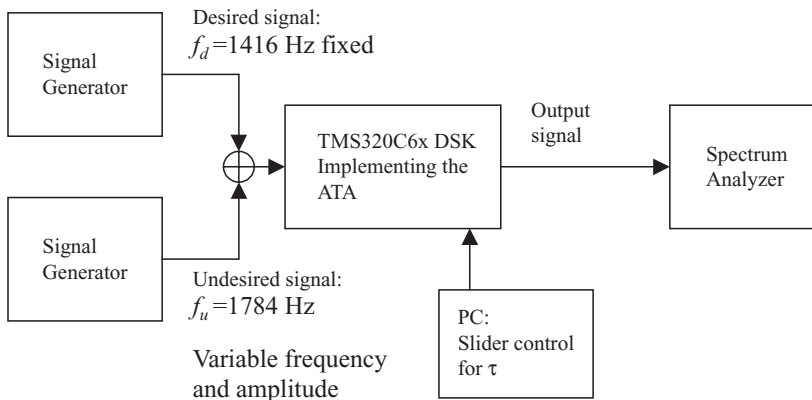 Desired signal:
f_d=1416 Hz fixed
Signal
Generator
TMS320C6x DSK
Implementing the
ATA
Output
signal
Spectrum
Analyzer
Signal
Generator
Undesired signal:
f_u=1784 Hz
Variable frequency
and amplitude
PC:
Slider control
for τ